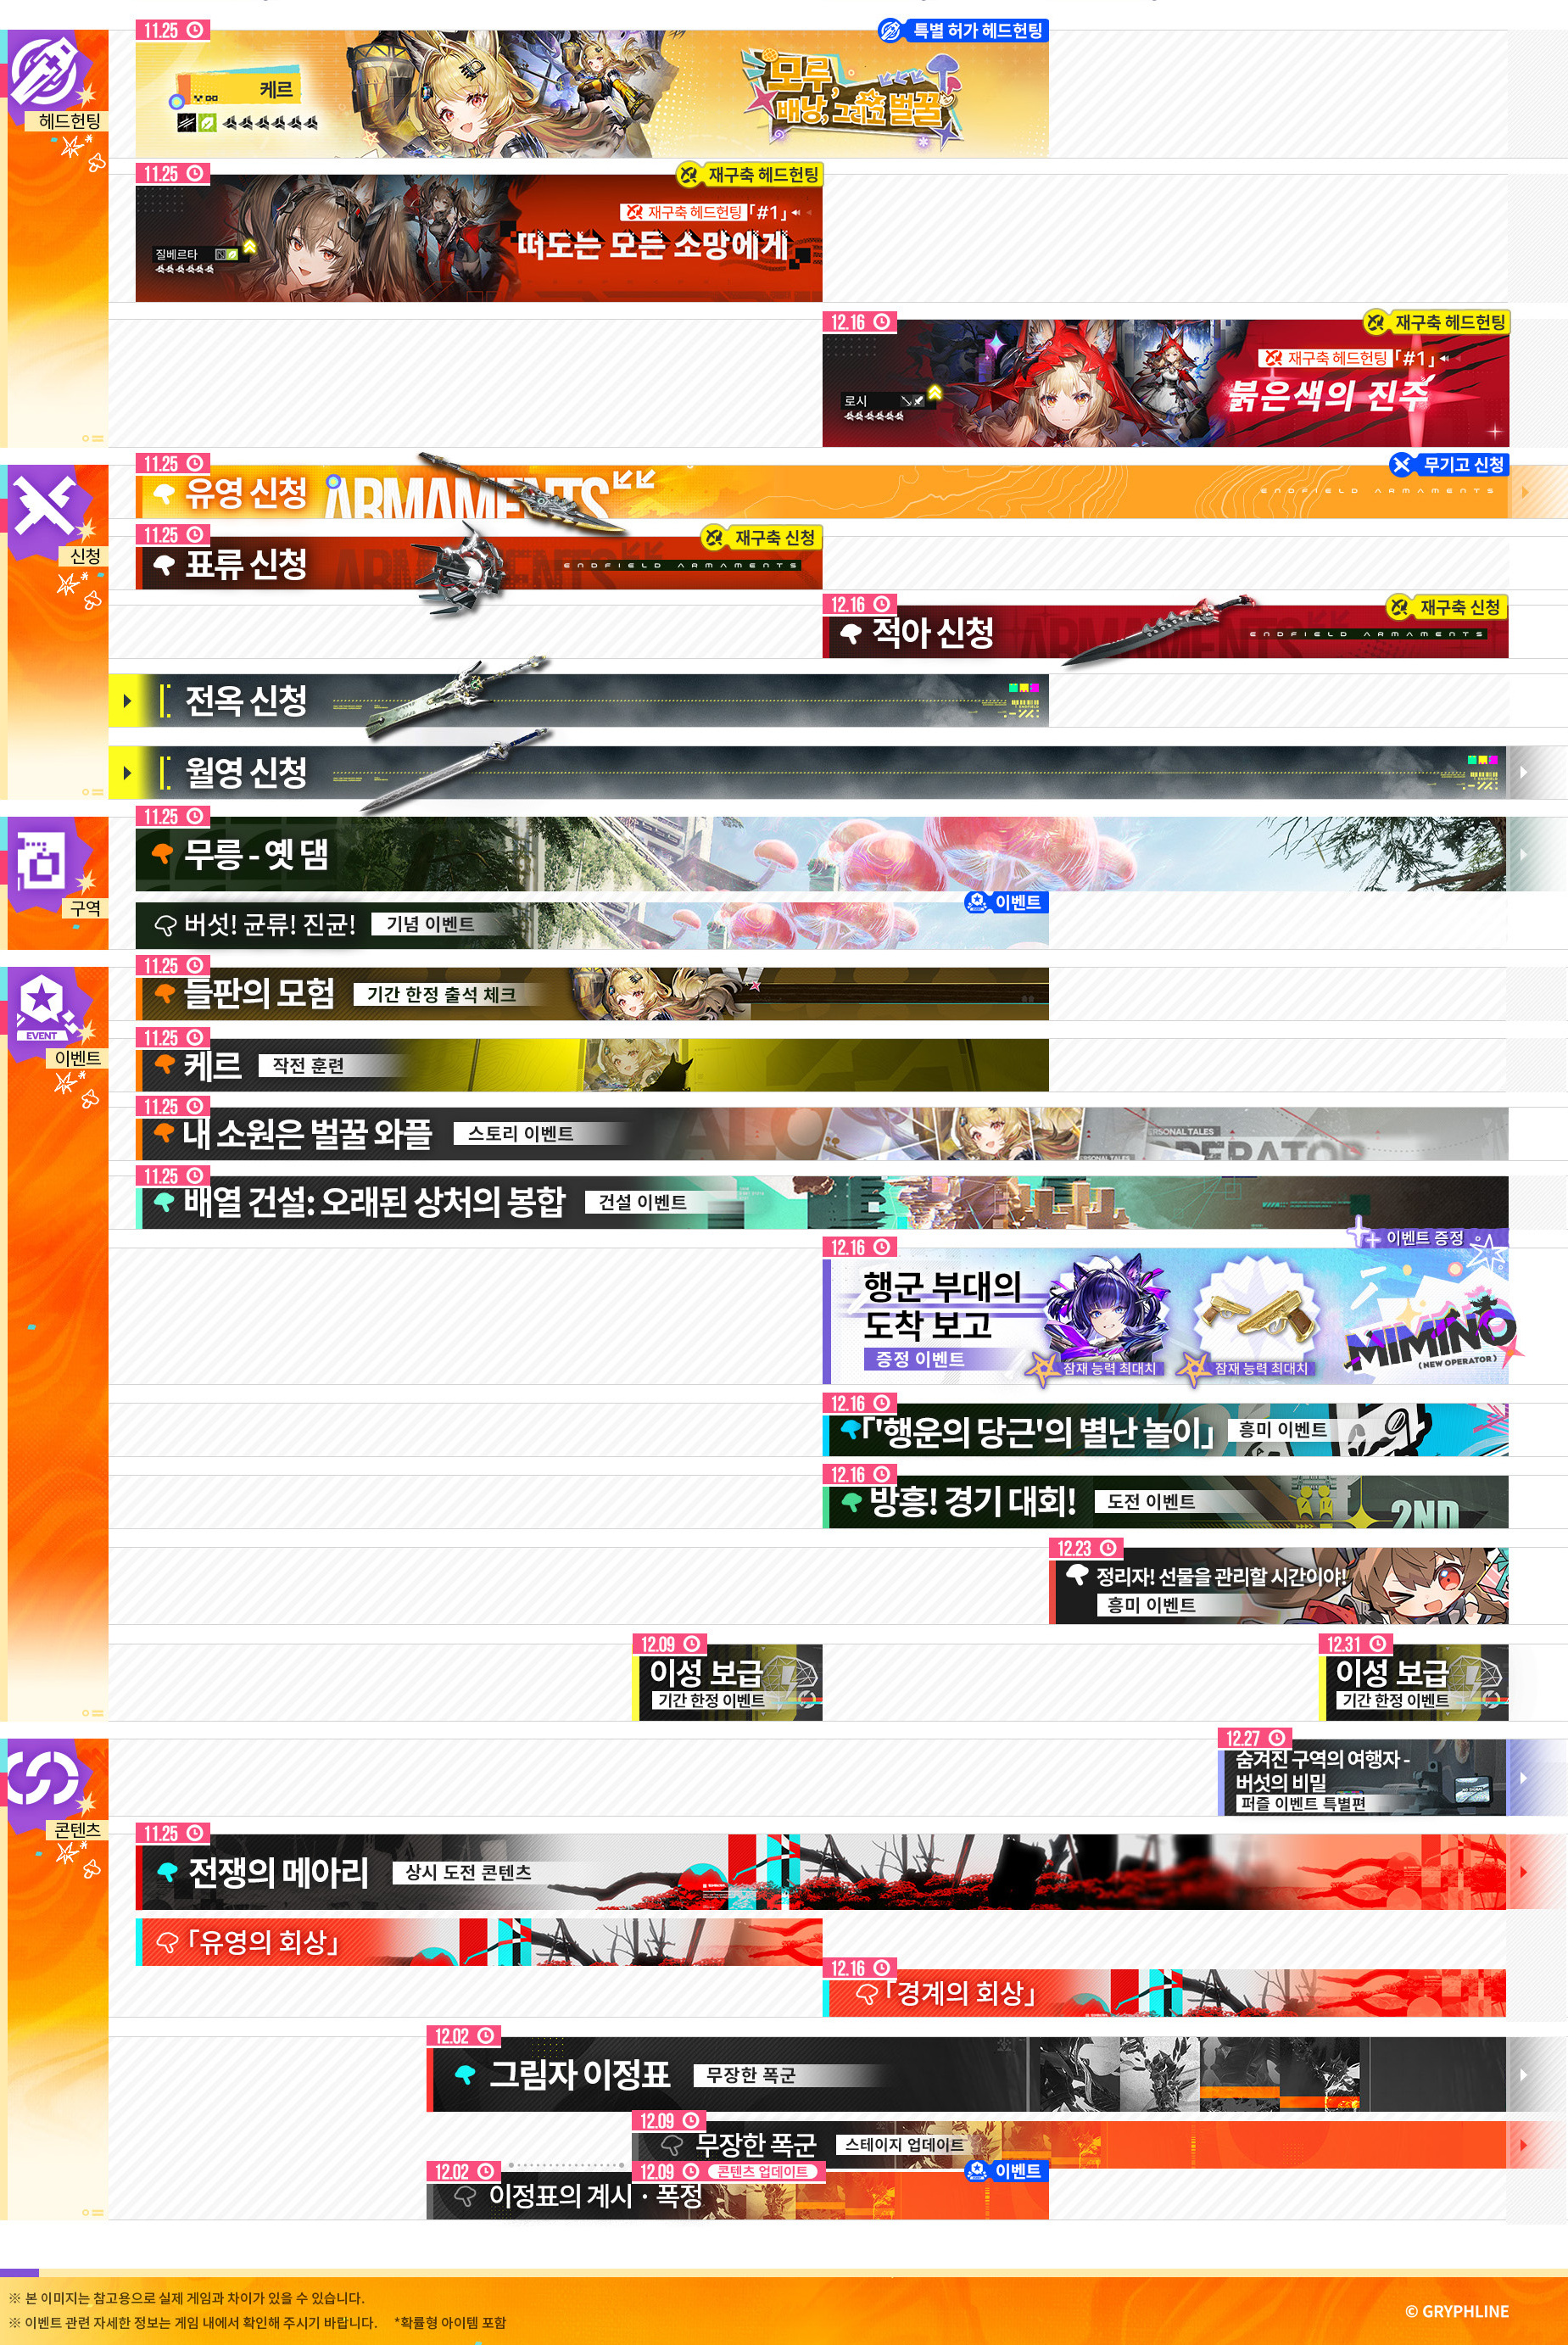 헤드헌팅
11.25
특별 허가 헤드헌팅
케르
모루,
배낭, 그리고 벌꿀
11.25
재구축 헤드헌팅
재구축 헤드헌팅 「#1」
떠도는 모든 소망에게
질베르타
12.16
재구축 헤드헌팅
재구축 헤드헌팅 「#1」
붉은색의 진주
로시
신청
11.25
무기고 신청
유영 신청
ARMAMENTS
ENDFIELD ARMAMENTS
11.25
재구축 신청
표류 신청
ARMAMENTS
ENDFIELD ARMAMENTS
12.16
재구축 신청
적아 신청
ARMAMENTS
ENDFIELD ARMAMENTS
전옥 신청
월영 신청
구역
11.25
무릉 - 옛 댐
버섯! 균류! 진균! 기념 이벤트
이벤트
EVENT
이벤트
11.25
들판의 모험 기간 한정 출석 체크
11.25
케르 작전 훈련
11.25
내 소원은 벌꿀 와플 스토리 이벤트
PERSONAL TALES
OPERATOR
11.25
배열 건설: 오래된 상처의 봉합 건설 이벤트
12.16
이벤트 증정
행군 부대의
도착 보고
증정 이벤트
잠재 능력 최대치
잠재 능력 최대치
MIMINO
(NEW OPERATOR)
12.16
「'행운의 당근'의 별난 놀이」 흥미 이벤트
12.16
방흥! 경기 대회! 도전 이벤트
2ND
12.23
정리자! 선물을 관리할 시간이야!
흥미 이벤트
12.09
이성 보급
기간 한정 이벤트
12.31
이성 보급
기간 한정 이벤트
콘텐츠
12.27
숨겨진 구역의 여행자 -
버섯의 비밀
퍼즐 이벤트 특별편
11.25
전쟁의 메아리 상시 도전 콘텐츠
「유영의 회상」
12.16
「경계의 회상」
12.02
그림자 이정표 무장한 폭군
12.09
무장한 폭군 스테이지 업데이트
12.02
12.09 콘텐츠 업데이트
이벤트
이정표의 계시 · 폭정
※ 본 이미지는 참고용으로 실제 게임과 차이가 있을 수 있습니다.
※ 이벤트 관련 자세한 정보는 게임 내에서 확인해 주시기 바랍니다. *확률형 아이템 포함
© GRYPHLINE